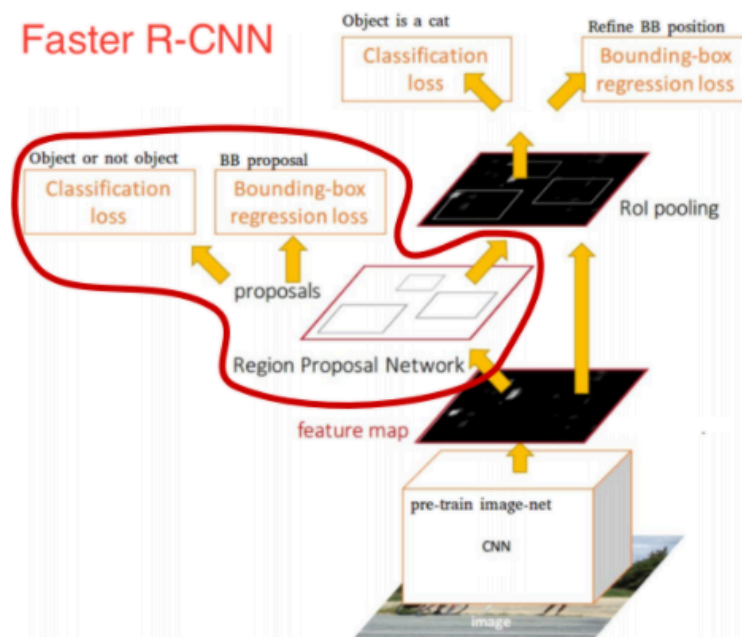 Faster R-CNN
Object is a cat
Classification
loss
Refine BB position
Bounding-box
regression loss
Object or not object
Classification
loss
BB proposal
Bounding-box
regression loss
RoI pooling
proposals
Region Proposal Network
feature map
pre-train image-net
CNN
image